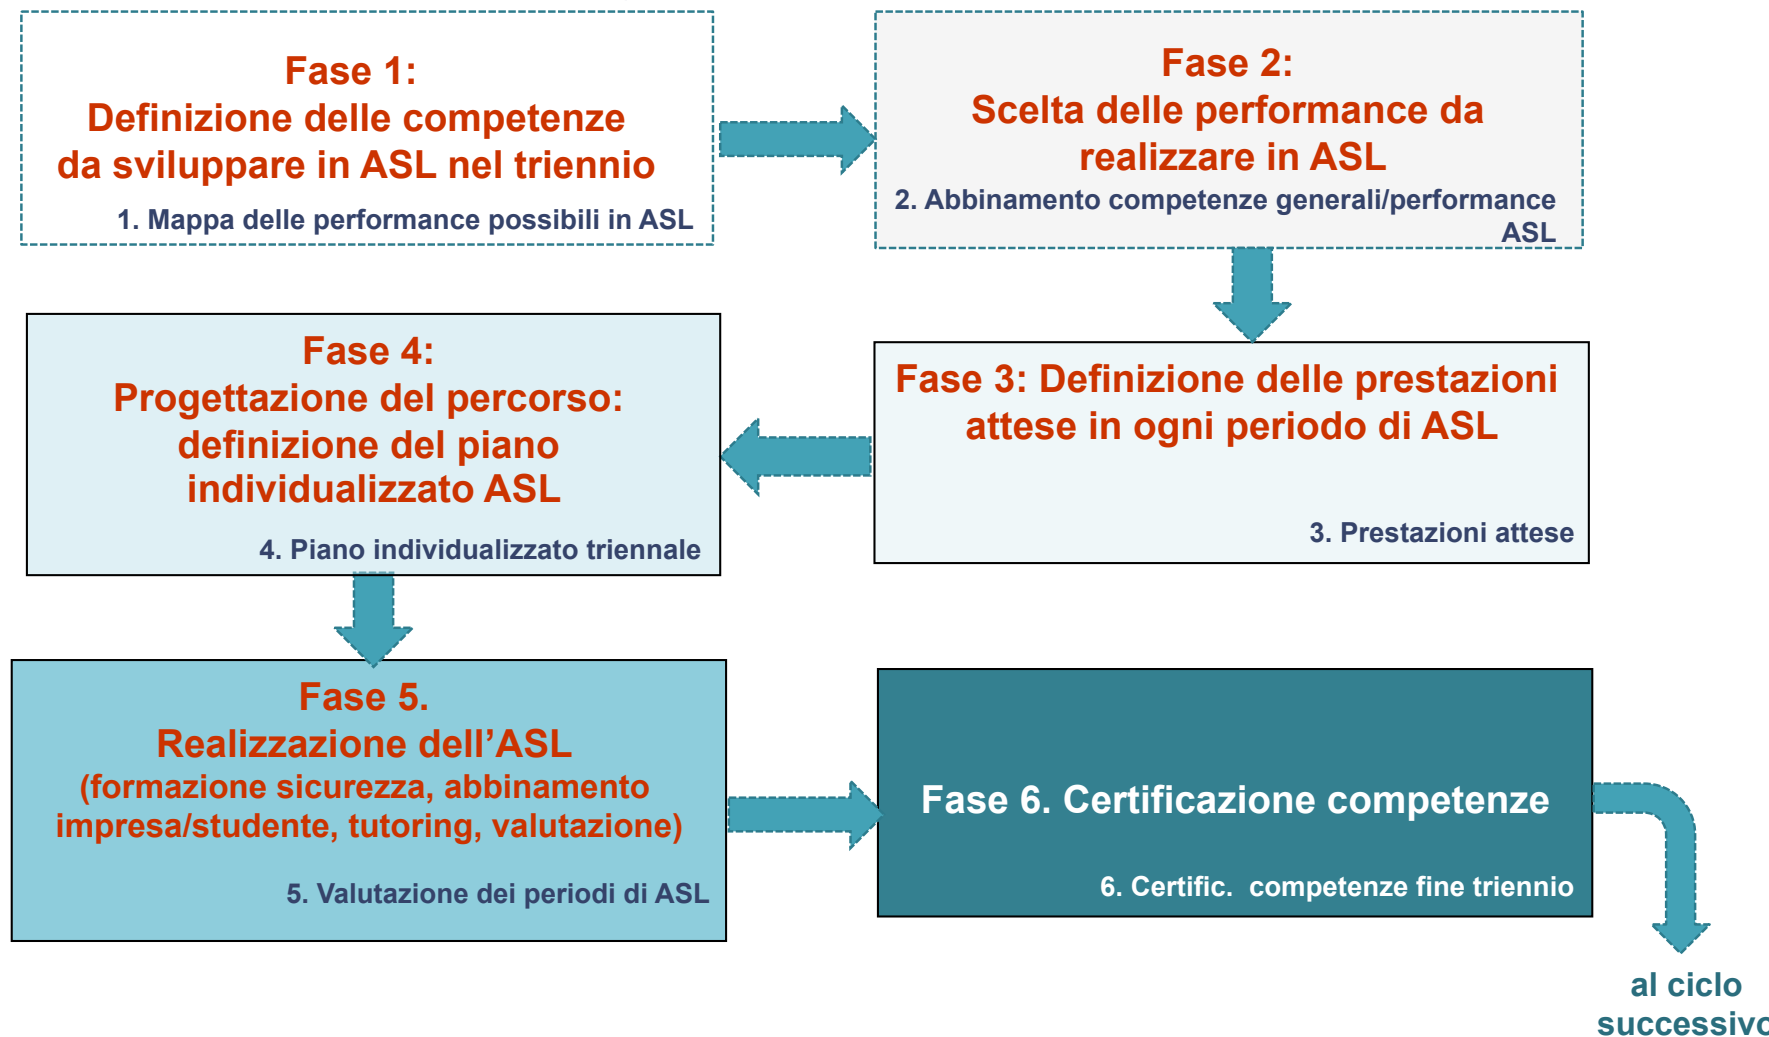 Fase 1:
Definizione delle competenze
da sviluppare in ASL nel triennio
1. Mappa delle performance possibili in ASL
Fase 2:
Scelta delle performance da
realizzare in ASL
2. Abbinamento competenze generali/performance
ASL
Fase 3: Definizione delle prestazioni
attese in ogni periodo di ASL
3. Prestazioni attese
Fase 4:
Progettazione del percorso:
definizione del piano
individualizzato ASL
4. Piano individualizzato triennale
Fase 5.
Realizzazione dell’ASL
(formazione sicurezza, abbinamento
impresa/studente, tutoring, valutazione)
5. Valutazione dei periodi di ASL
Fase 6. Certificazione competenze
6. Certific.  competenze fine triennio
al ciclo
successivo